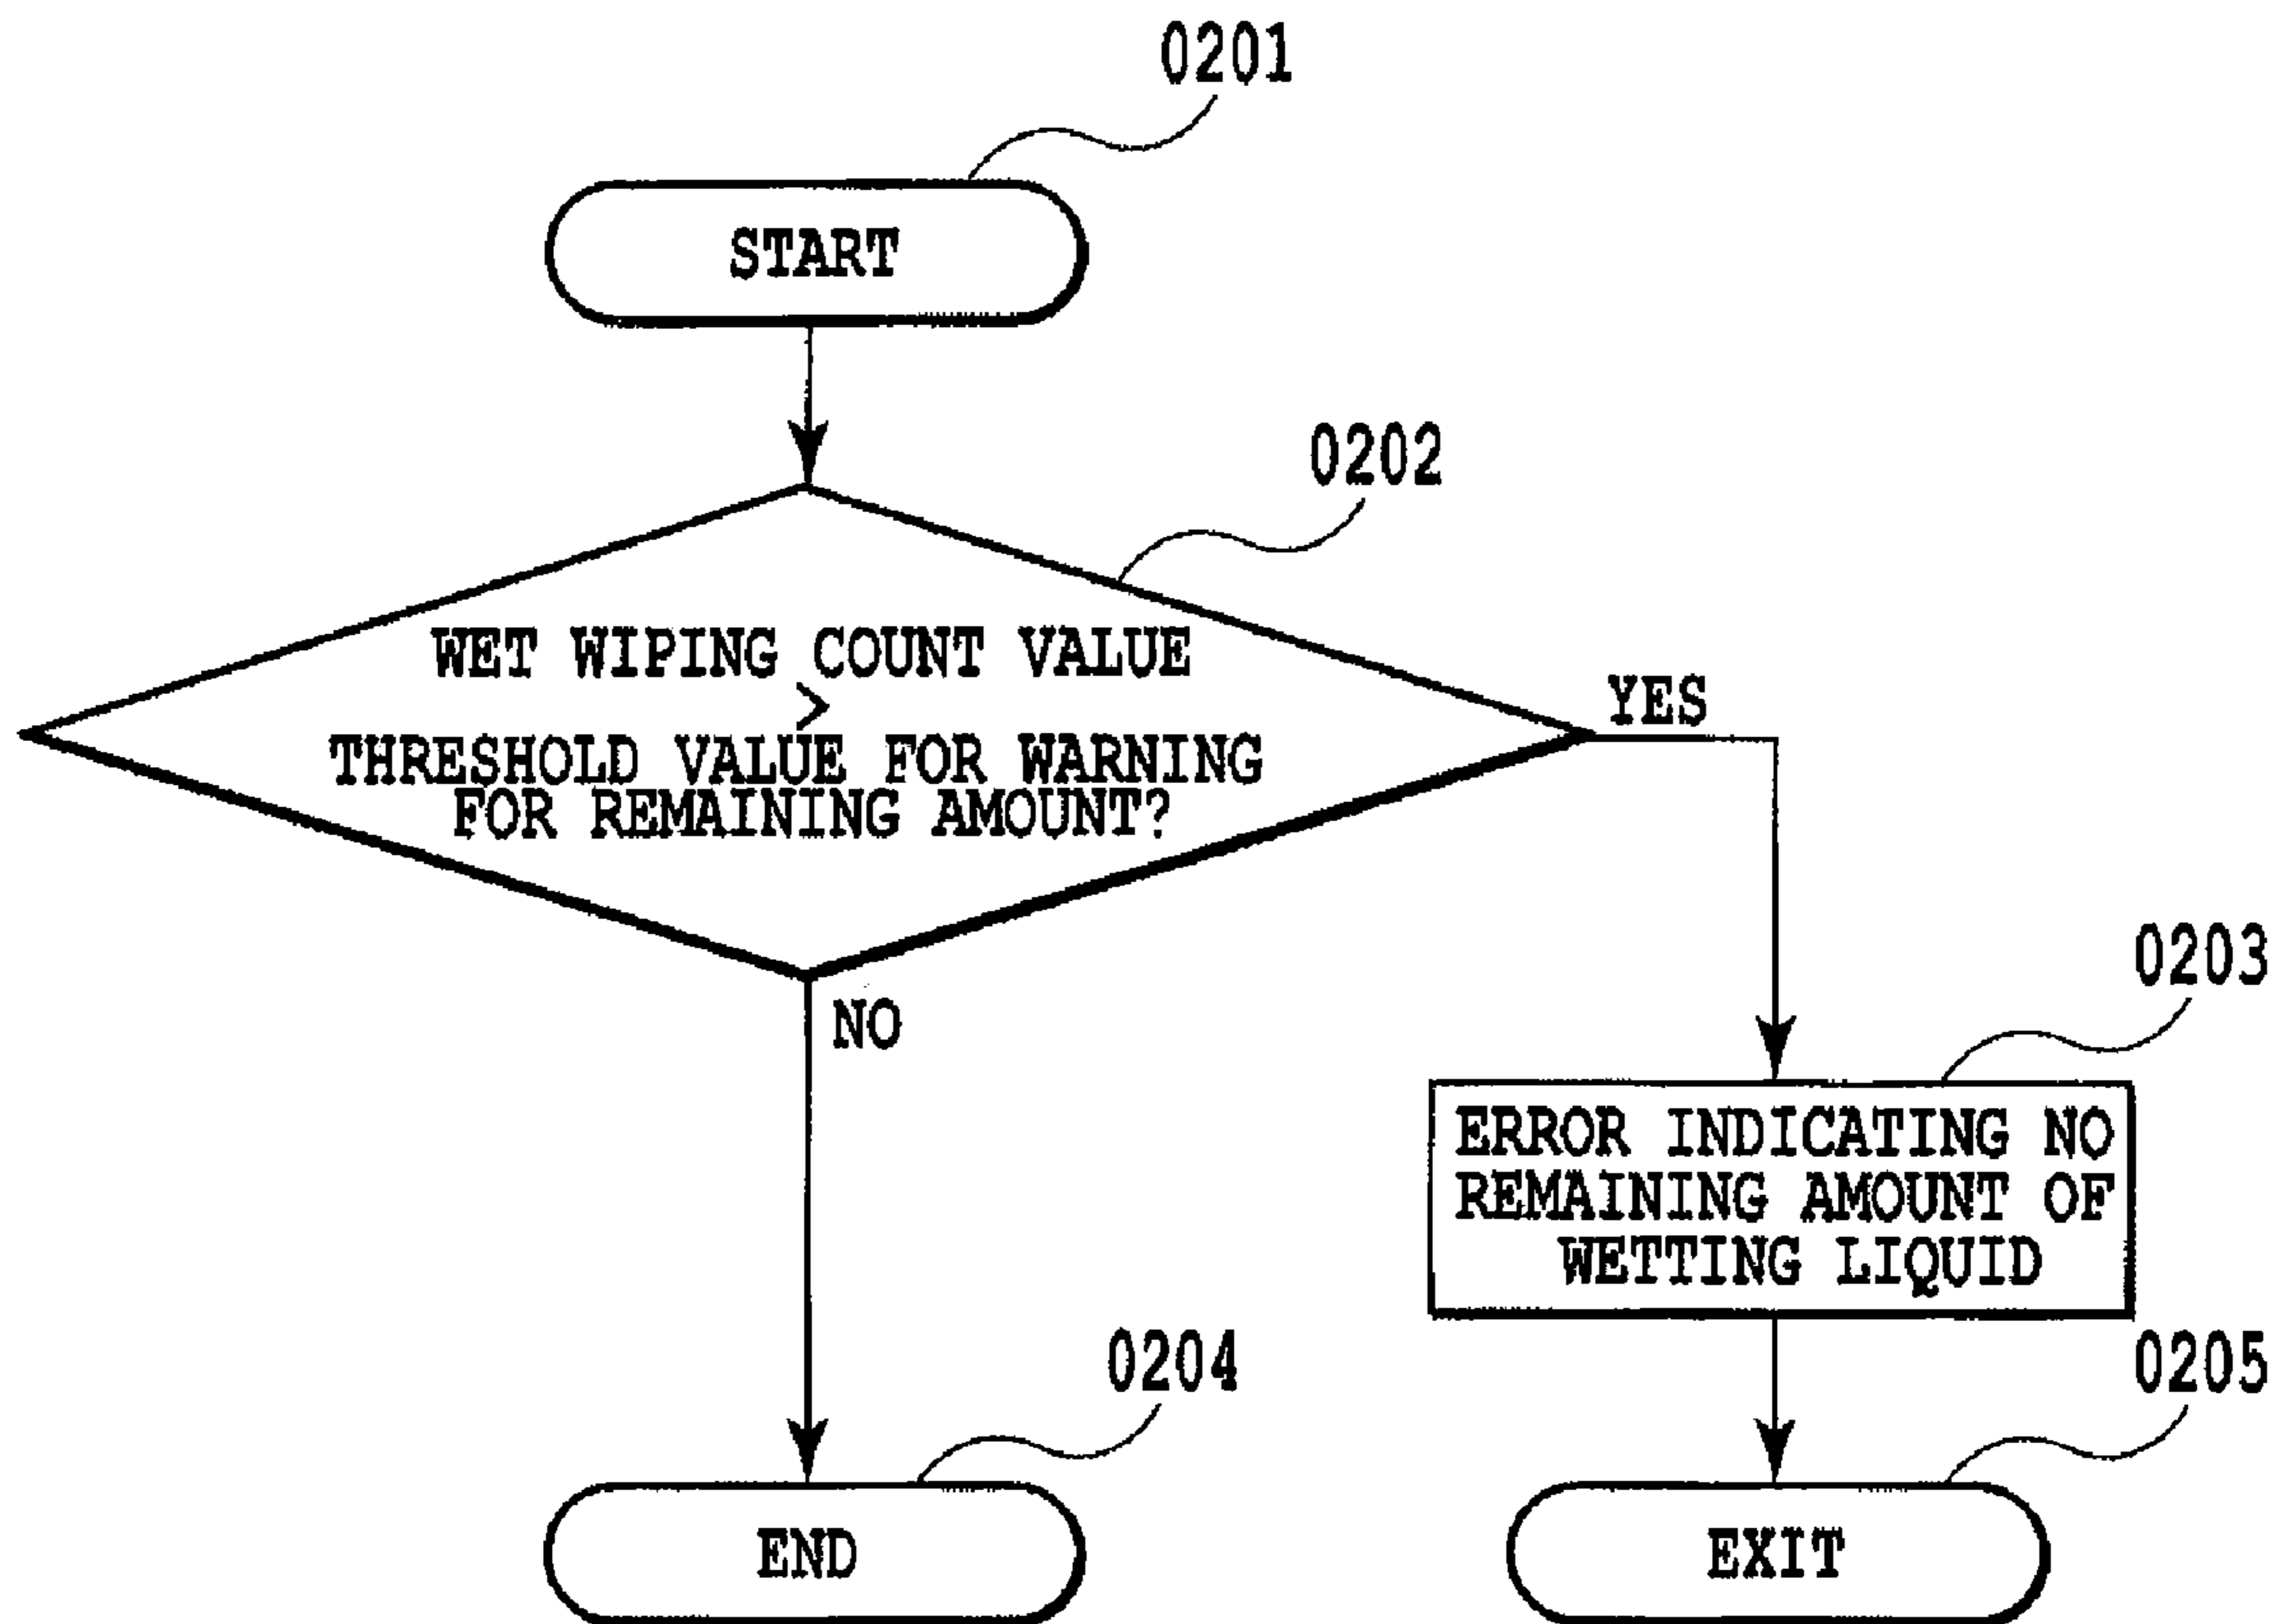 0201
START
0202
WET WIPING COUNT VALUE
>
THRESHOLD VALUE FOR WARNING
FOR REMAINING AMOUNT?
YES
NO
0203
ERROR INDICATING NO
REMAINING AMOUNT OF
WETTING LIQUID
0204
END
0205
EXIT